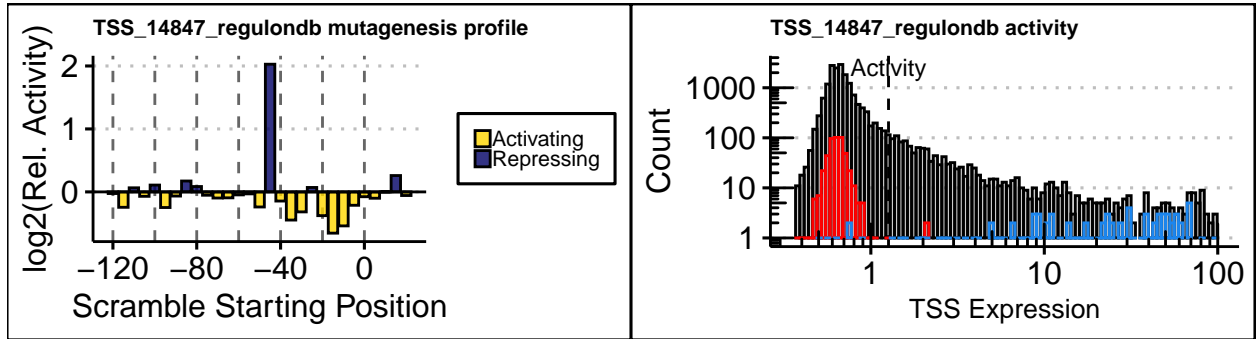 TSS_14847_regulondb mutagenesis profile
log2(Rel. Activity)
2
1
0
−120
−80
−40
0
Scramble Starting Position
Activating
Repressing
TSS_14847_regulondb activity
Activity
Count
1000
100
10
1
1
10
100
TSS Expression